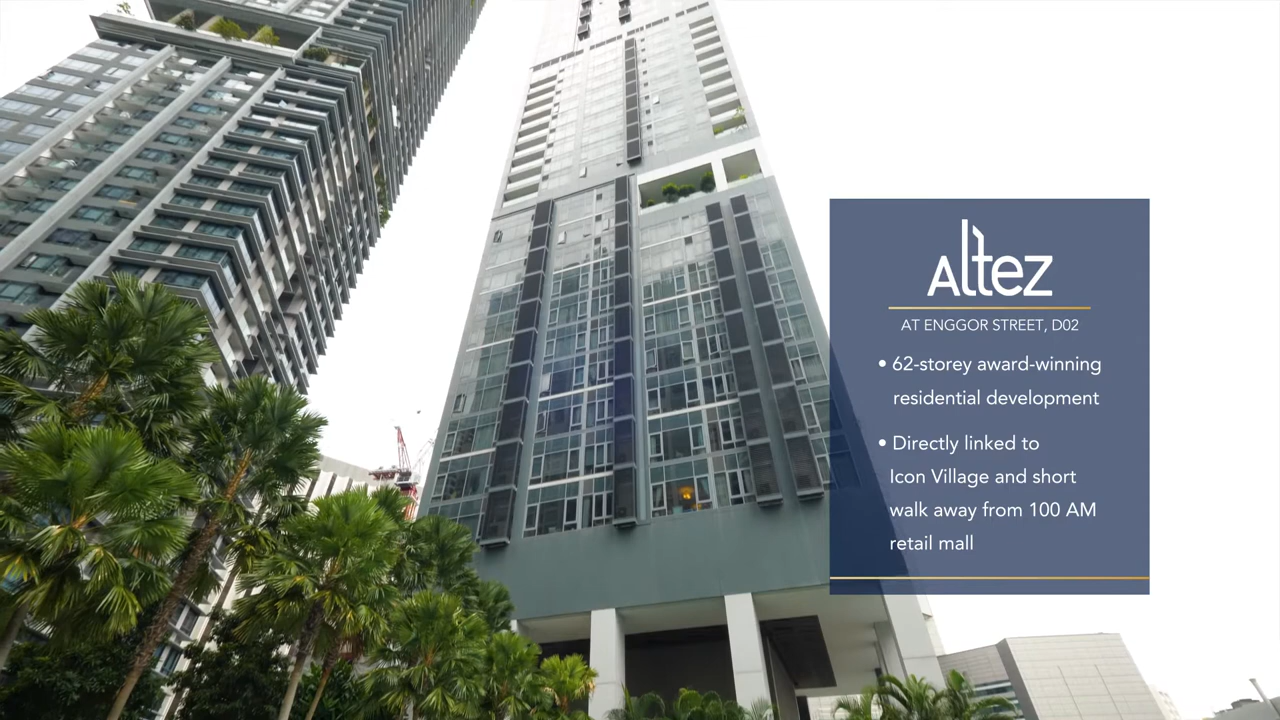 Altez
AT ENGGOR STREET, D02
• 62-storey award-winning
residential development
• Directly linked to
Icon Village and short
walk away from 100 AM
retail mall